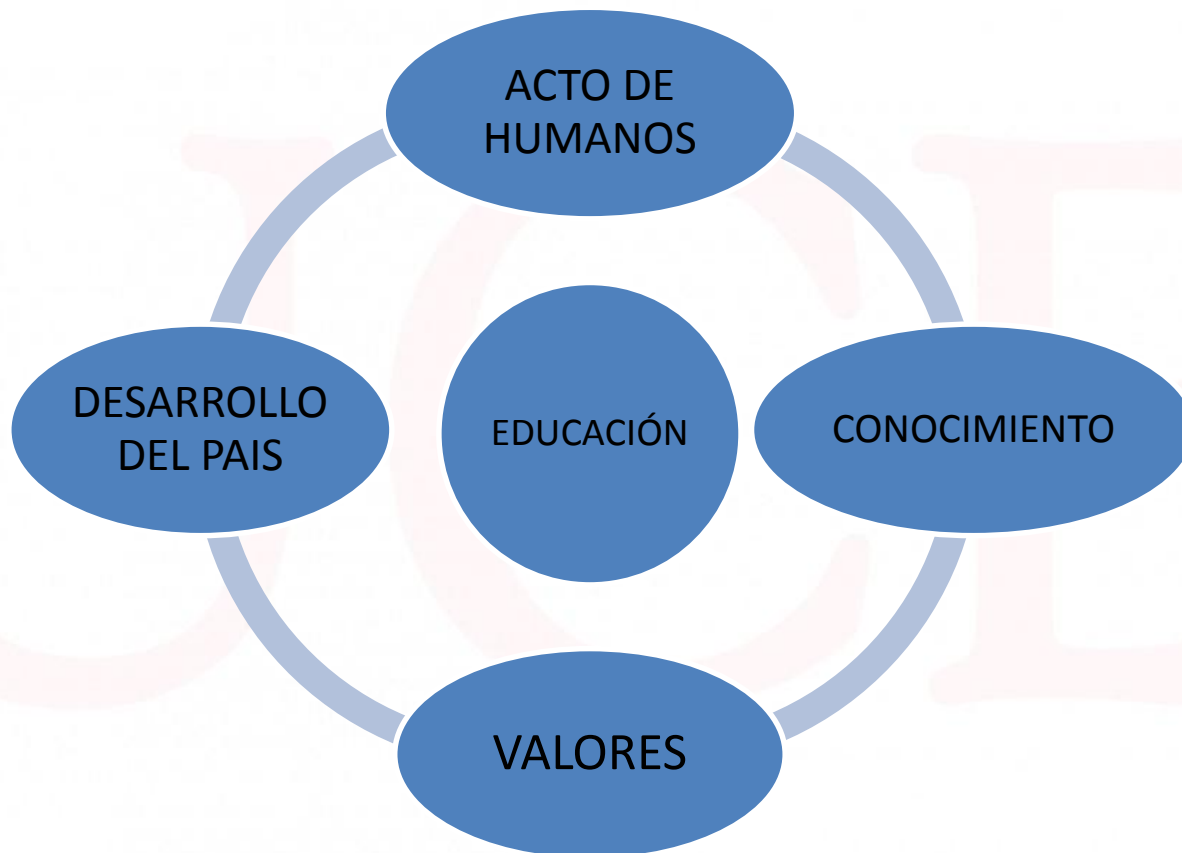 ACTO DE
HUMANOS
DESARROLLO
DEL PAIS
EDUCACIÓN
CONOCIMIENTO
VALORES